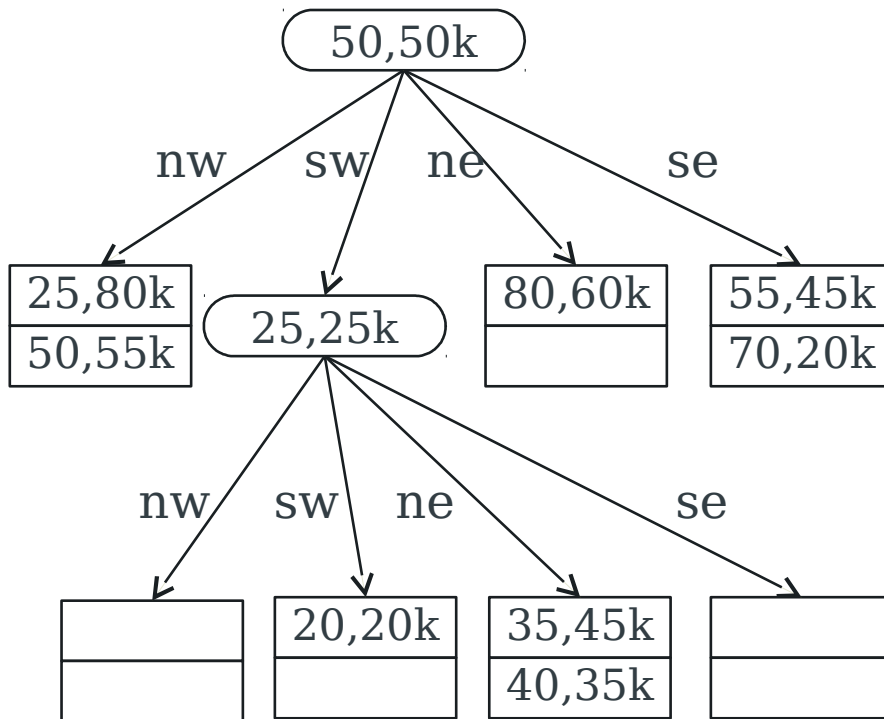 50,50k
nw
sw
ne
se
25,80k
50,55k
25,25k
80,60k
55,45k
70,20k
nw
sw
ne
se
20,20k
35,45k
40,35k